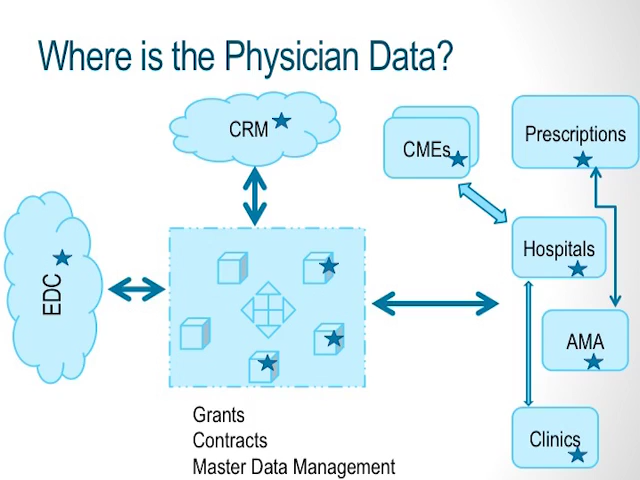 Where is the Physician Data?
CRM
CMEs
Prescriptions
Hospitals
EDC
AMA
Clinics
Grants
Contracts
Master Data Management